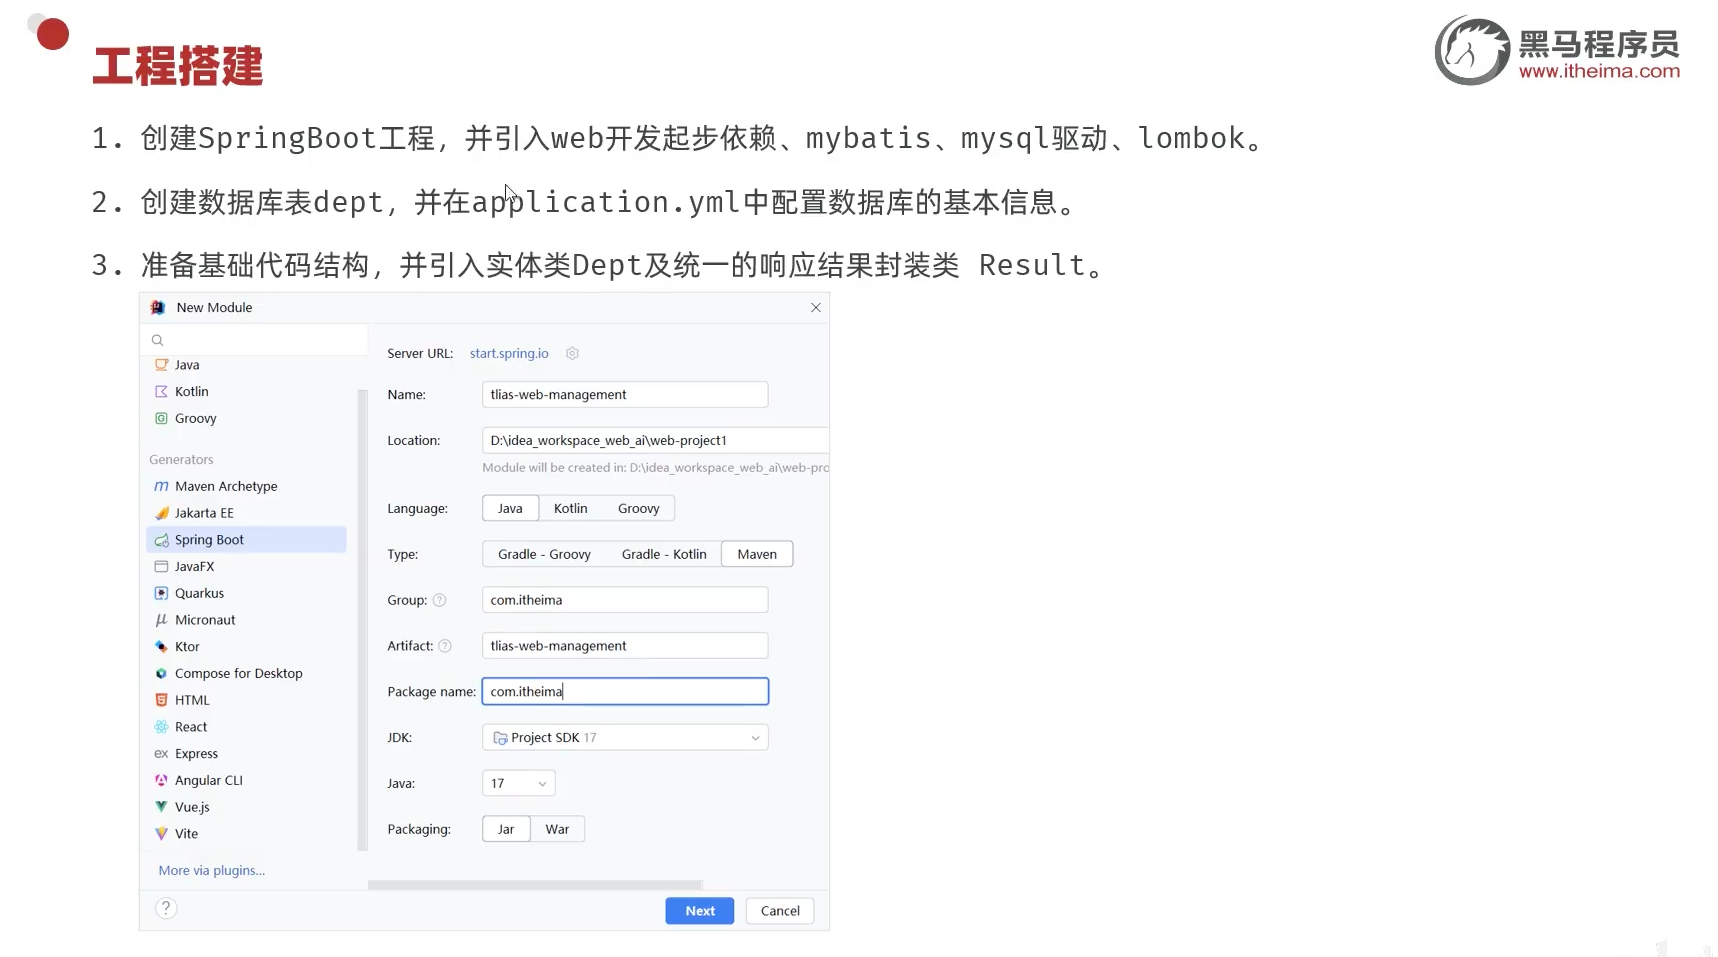 工程搭建
黑马程序员
www.itheima.com
1. 创建SpringBoot工程，并引入web开发起步依赖、mybatis、mysql驱动、lombok。
2. 创建数据库表dept，并在application.yml中配置数据库的基本信息。
3. 准备基础代码结构，并引入实体类Dept及统一的响应结果封装类 Result。
New Module
Java
Kotlin
Groovy
Generators
Maven Archetype
Jakarta EE
Spring Boot
JavaFX
Quarkus
Micronaut
Ktor
Compose for Desktop
HTML
React
ex Express
Angular CLI
Vue.js
Vite
More via plugins...
Server URL: start.spring.io
Name: tlias-web-management
Location: D:\idea_workspace_web_ai\web-project1
Module will be created in: D:\idea_workspace_web_ai\web-pro
Language: Java Kotlin Groovy
Type: Gradle - Groovy Gradle - Kotlin Maven
Group: com.itheima
Artifact: tlias-web-management
Package name: com.itheima
JDK: Project SDK 17
Java: 17
Packaging: Jar War
? Next Cancel